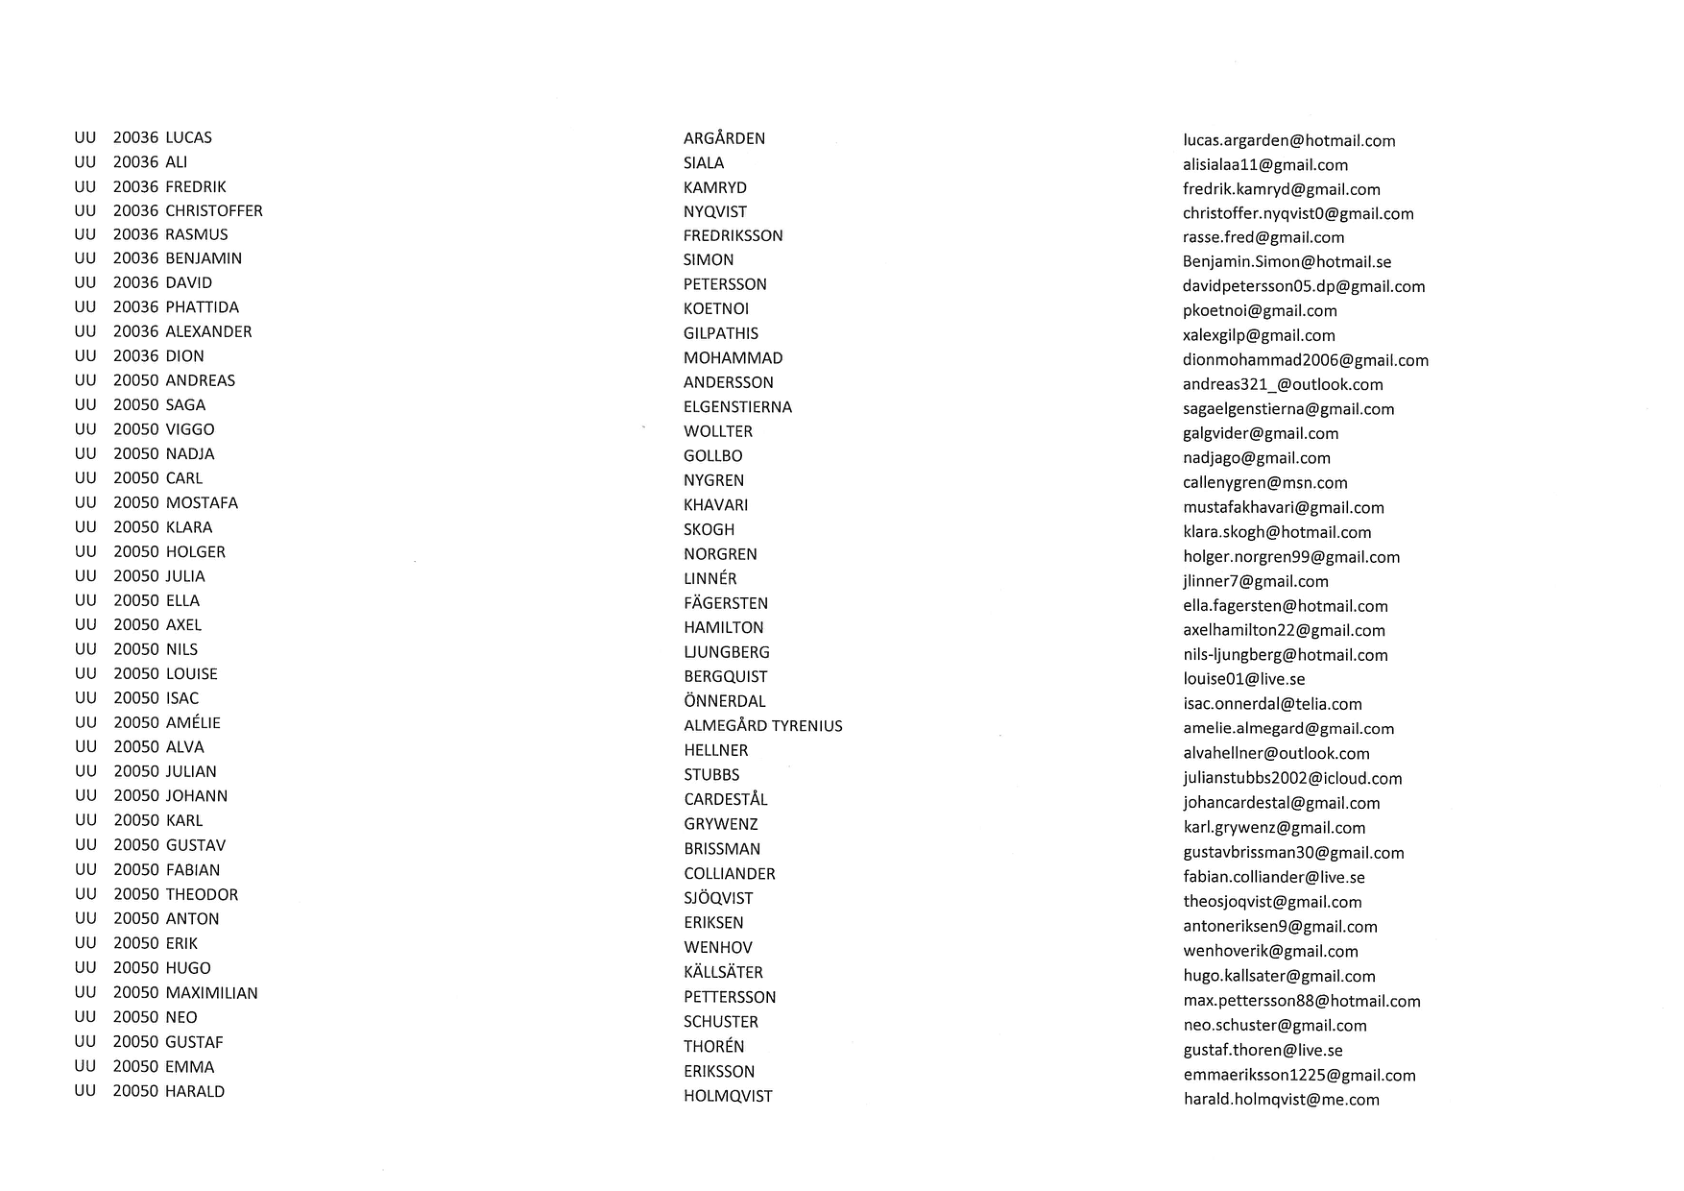 UU 20036 LUCAS ARGÅRDEN lucas.argarden@hotmail.com
UU 20036 ALI SIALA alisialaa11@gmail.com
UU 20036 FREDRIK KAMRYD fredrik.kamryd@gmail.com
UU 20036 CHRISTOFFER NYQVIST christoffer.nyqvist0@gmail.com
UU 20036 RASMUS FREDRIKSSON rasse.fred@gmail.com
UU 20036 BENJAMIN SIMON Benjamin.Simon@hotmail.se
UU 20036 DAVID PETERSSON davidpetersson05.dp@gmail.com
UU 20036 PHATTIDA KOETNOI pkoetnoi@gmail.com
UU 20036 ALEXANDER GILPATHIS xalexgilp@gmail.com
UU 20036 DION MOHAMMAD dionmohammad2006@gmail.com
UU 20050 ANDREAS ANDERSSON andreas321_@outlook.com
UU 20050 SAGA ELGENSTIERNA sagaelgenstierna@gmail.com
UU 20050 VIGGO WOLLTER galgvider@gmail.com
UU 20050 NADJA GOLLBO nadjago@gmail.com
UU 20050 CARL NYGREN callenygren@msn.com
UU 20050 MOSTAFA KHAVARI mustafakhavari@gmail.com
UU 20050 KLARA SKOGH klara.skogh@hotmail.com
UU 20050 HOLGER NORGREN holger.norgren99@gmail.com
UU 20050 JULIA LINNÉR jlinner7@gmail.com
UU 20050 ELLA FÄGERSTEN ella.fagersten@hotmail.com
UU 20050 AXEL HAMILTON axelhamilton22@gmail.com
UU 20050 NILS LJUNGBERG nils-ljungberg@hotmail.com
UU 20050 LOUISE BERGQUIST louise01@live.se
UU 20050 ISAC ÖNNERDAL isac.onnerdal@telia.com
UU 20050 AMÉLIE ALMEGÅRD TYRENIUS amelie.almegard@gmail.com
UU 20050 ALVA HELLNER alvahellner@outlook.com
UU 20050 JULIAN STUBBS julianstubbs2002@icloud.com
UU 20050 JOHANN CARDESTÅL johancardestal@gmail.com
UU 20050 KARL GRYWENZ karl.grywenz@gmail.com
UU 20050 GUSTAV BRISSMAN gustavbrissman30@gmail.com
UU 20050 FABIAN COLLIANDER fabian.colliander@live.se
UU 20050 THEODOR SJÖQVIST theosjoqvist@gmail.com
UU 20050 ANTON ERIKSEN antoneriksen9@gmail.com
UU 20050 ERIK WENHOV wenhoverik@gmail.com
UU 20050 HUGO KÄLLSÄTER hugo.kallsater@gmail.com
UU 20050 MAXIMILIAN PETTERSSON max.pettersson88@hotmail.com
UU 20050 NEO SCHUSTER neo.schuster@gmail.com
UU 20050 GUSTAF THORÉN gustaf.thoren@live.se
UU 20050 EMMA ERIKSSON emmaeriksson1225@gmail.com
UU 20050 HARALD HOLMQVIST harald.holmqvist@me.com